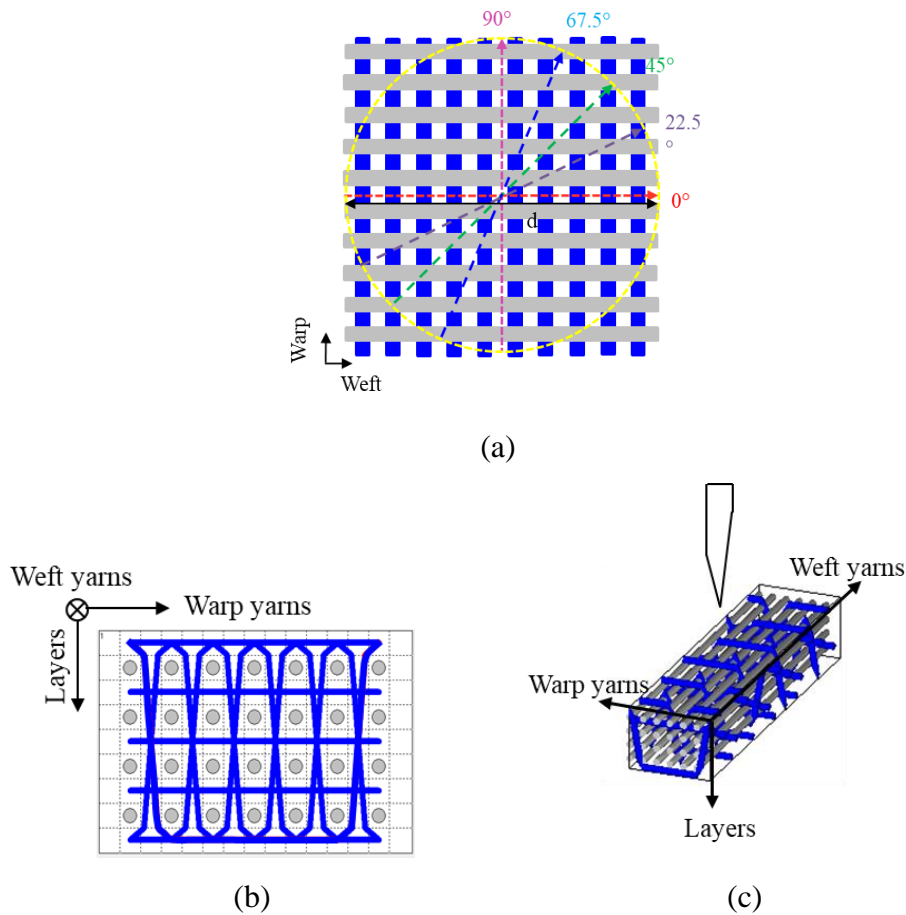 90°
67.5°
45°
22.5
°
0°
d
Warp
Weft
(a)
Weft yarns
Warp yarns
Layers
1
Weft yarns
Warp yarns
Layers
(b)
(c)